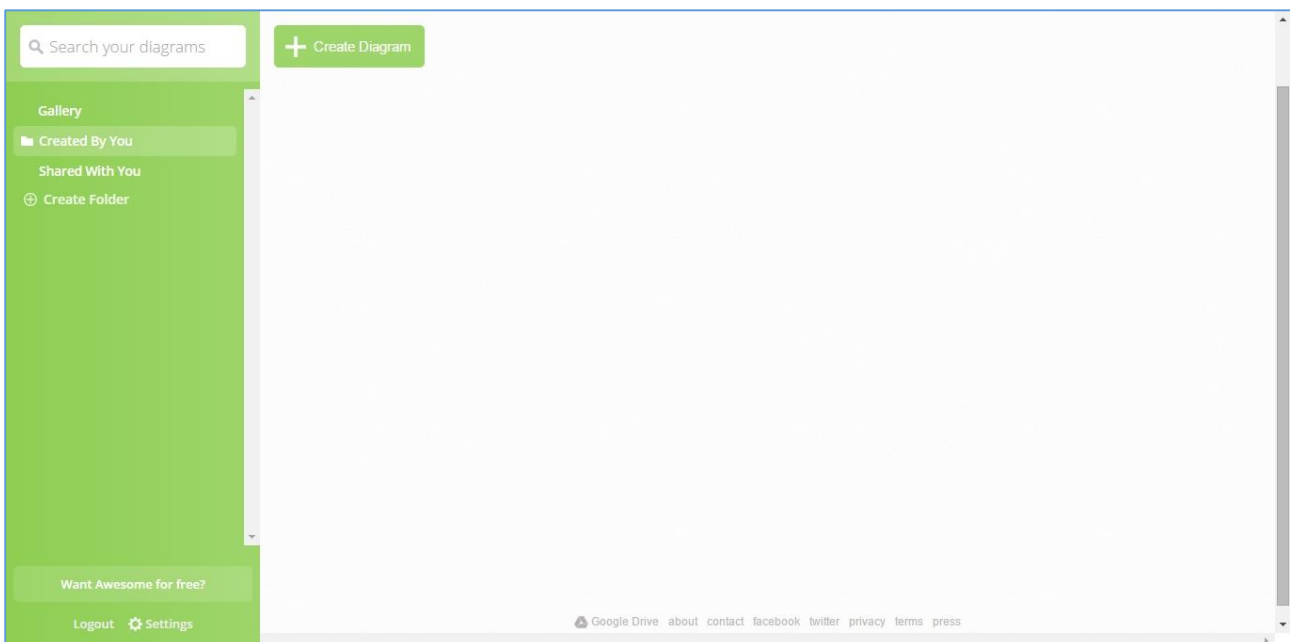 Search your diagrams
Create Diagram
Gallery
Created By You
Shared With You
Create Folder
Want Awesome for free?
Logout Settings
Google Drive about contact facebook twitter privacy terms press